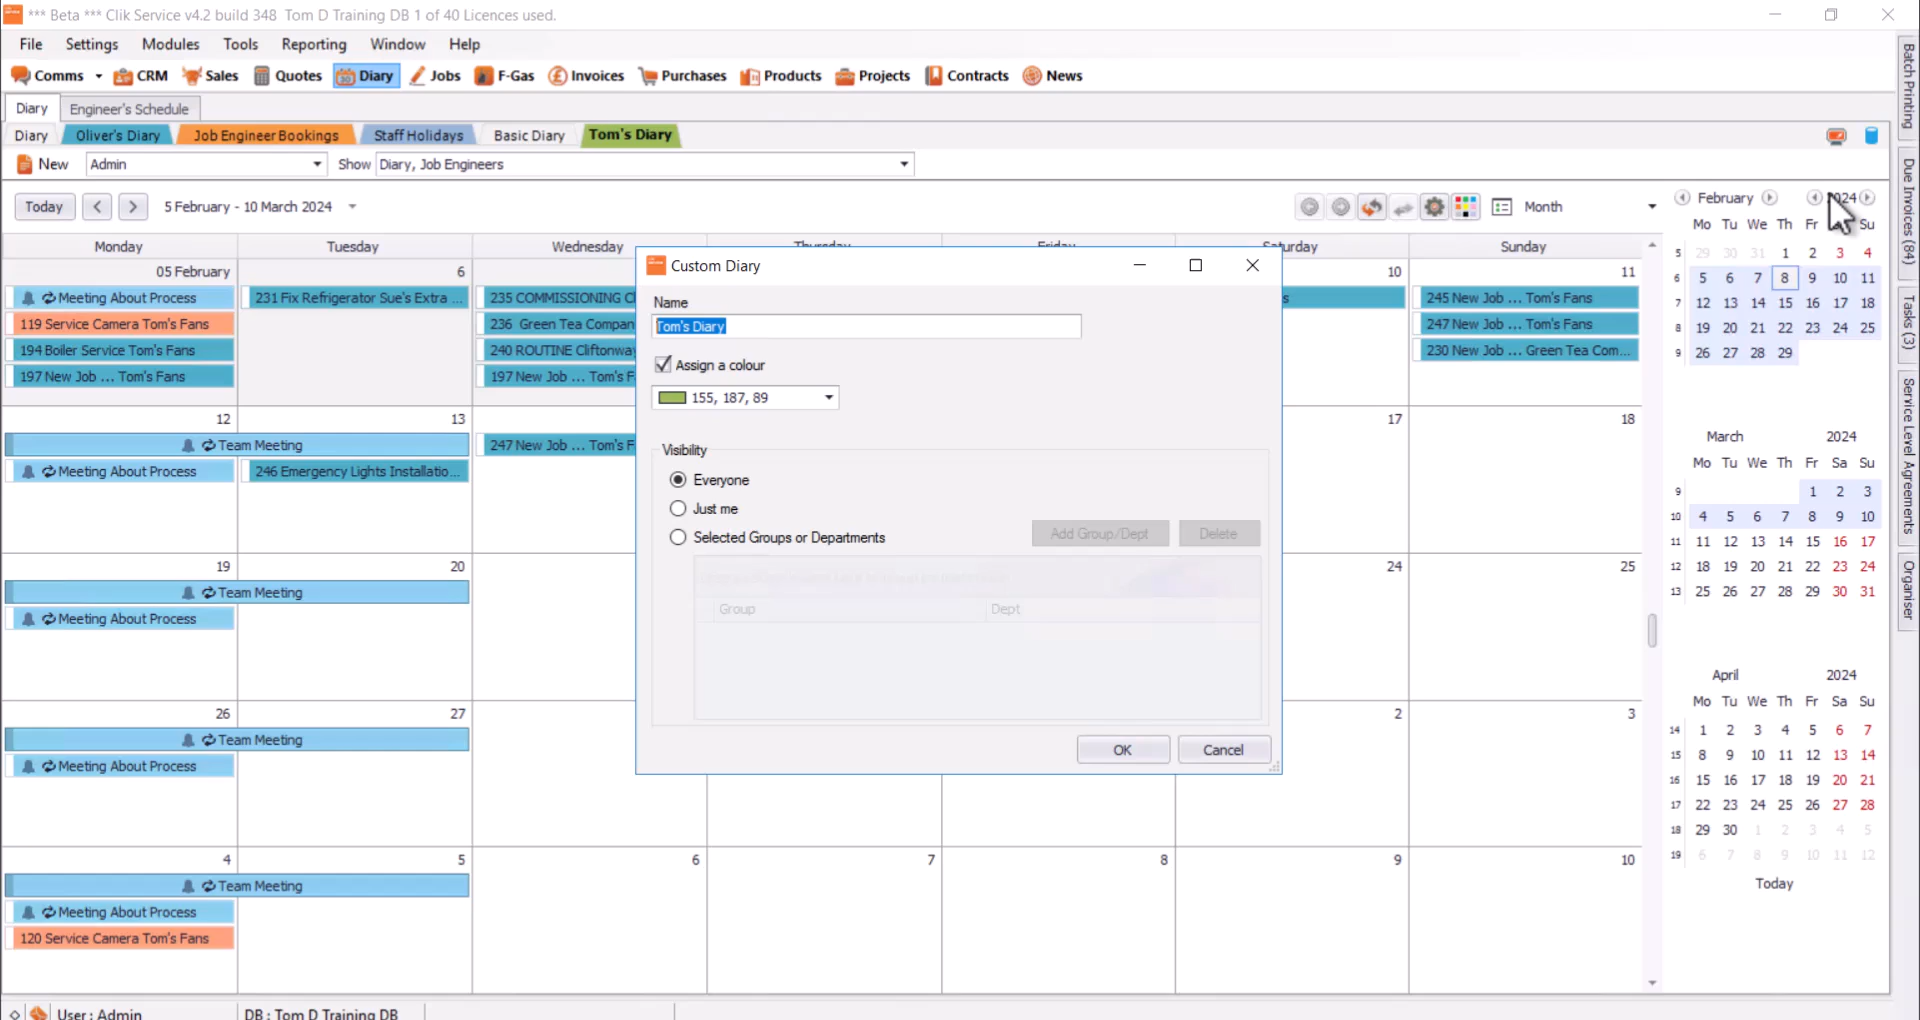 *** Beta *** Clik Service v4.2 build 348  Tom D Training DB 1 of 40 Licences used.
File Settings Modules Tools Reporting Window Help
Comms CRM Sales Quotes Diary Jobs F-Gas Invoices Purchases Products Projects Contracts News
Diary Engineer's Schedule
Diary Oliver's Diary Job Engineer Bookings Staff Holidays Basic Diary Tom's Diary
New Admin Show Diary, Job Engineers
Today 5 February - 10 March 2024 Month
Monday Tuesday Wednesday Saturday Sunday
05 February 6 10 11
Meeting About Process 231 Fix Refrigerator Sue's Extra ... 235 COMMISSIONING 245 New Job ... Tom's Fans
119 Service Camera Tom's Fans 236 Green Tea Compan 247 New Job ... Tom's Fans
194 Boiler Service Tom's Fans 240 ROUTINE Cliftonway 230 New Job ... Green Tea Com...
197 New Job ... Tom's Fans 197 New Job ... Tom's F
12 13 17 18
Team Meeting 247 New Job ... Tom's F
Meeting About Process 246 Emergency Lights Installatio...
19 20 24 25
Team Meeting
Meeting About Process
26 27 2 3
Team Meeting
Meeting About Process
4 5 6 7 8 9 10
Team Meeting
Meeting About Process
120 Service Camera Tom's Fans
Custom Diary
Name
Tom's Diary
Assign a colour
155, 187, 89
Visibility
Everyone
Just me
Selected Groups or Departments Add Group/Dept Delete
Group Dept
OK Cancel
February
Mo Tu We Th Fr Su
5 29 30 31 1 2 3 4
6 5 6 7 8 9 10 11
7 12 13 14 15 16 17 18
8 19 20 21 22 23 24 25
9 26 27 28 29
March 2024
Mo Tu We Th Fr Sa Su
9 1 2 3
10 4 5 6 7 8 9 10
11 11 12 13 14 15 16 17
12 18 19 20 21 22 23 24
13 25 26 27 28 29 30 31
April 2024
Mo Tu We Th Fr Sa Su
14 1 2 3 4 5 6 7
15 8 9 10 11 12 13 14
16 15 16 17 18 19 20 21
17 22 23 24 25 26 27 28
18 29 30 1 2 3 4 5
19 6 7 8 9 10 11 12
Today
Batch Printing
Due Invoices (84)
Tasks (3)
Service Level Agreements
Organiser
User : Admin DB : Tom D Training DB